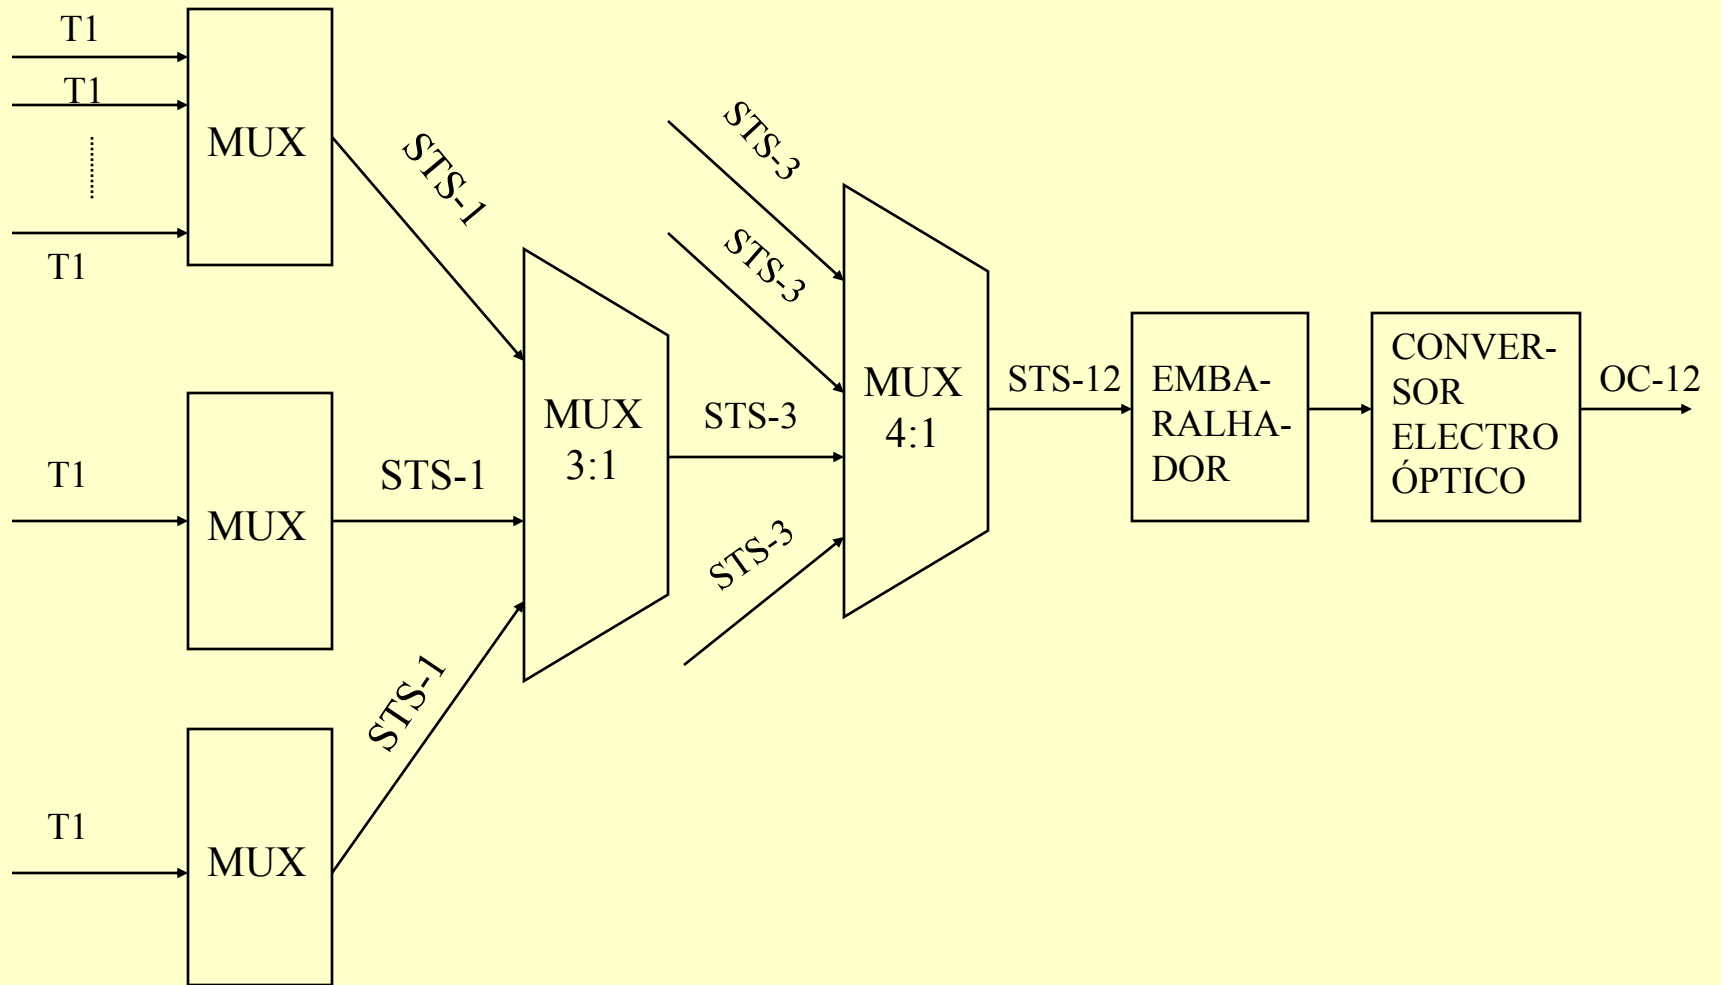 T1
T1
MUX
T1
STS-1
STS-3
STS-3
MUX
4:1
STS-12
EMBA-
RALHA-
DOR
CONVER-
SOR
ELECTRO
ÓPTICO
OC-12
MUX
3:1
STS-3
T1
MUX
STS-1
STS-3
STS-1
T1
MUX